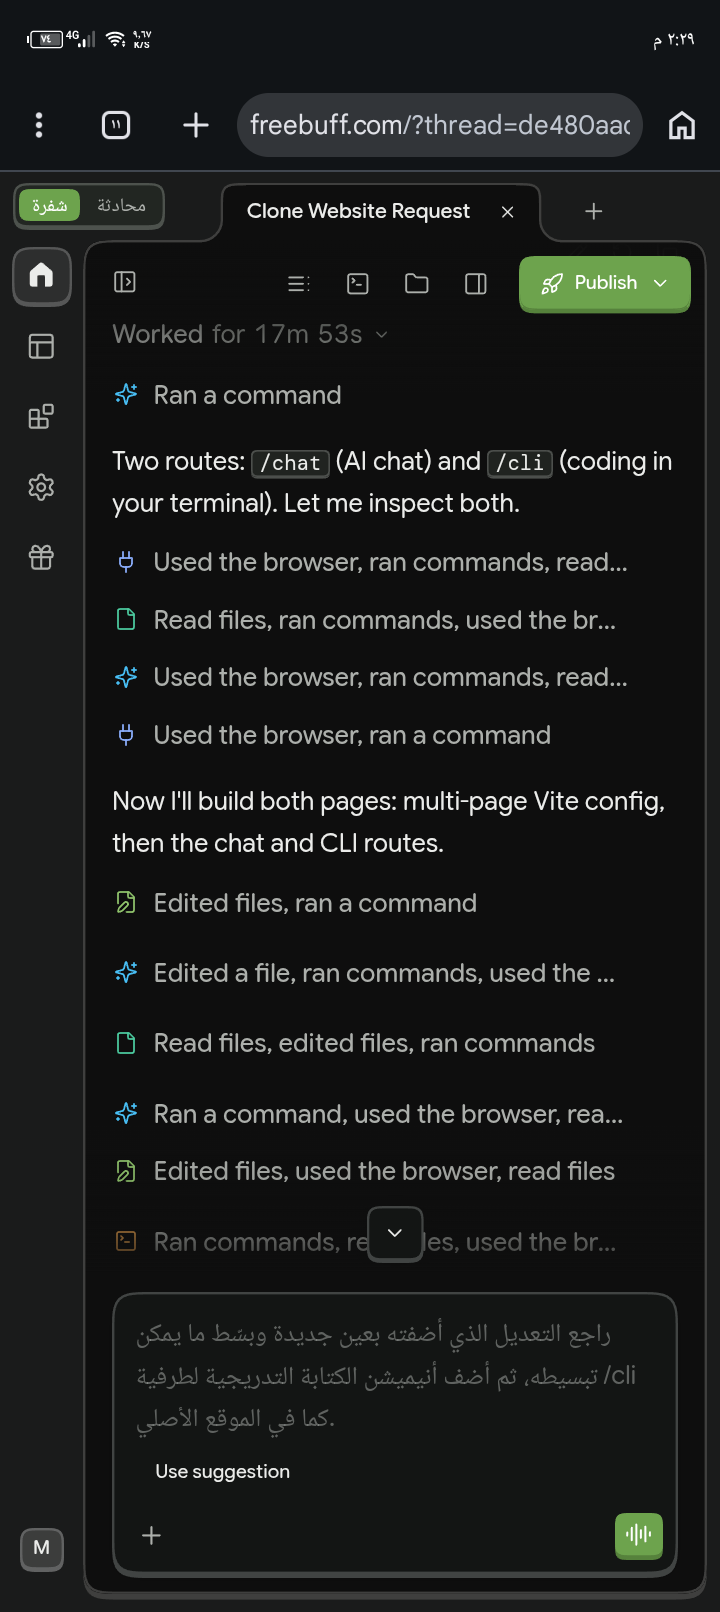 ٧٤ 4G ٩,٦٧ K/S ٢:٢٩ م
١١ freebuff.com/?thread=de480aac
شفرة محادثة Clone Website Request
Publish
Worked for 17m 53s
Ran a command
Two routes: /chat (AI chat) and /cli (coding in
your terminal). Let me inspect both.
Used the browser, ran commands, read...
Read files, ran commands, used the br...
Used the browser, ran commands, read...
Used the browser, ran a command
Now I'll build both pages: multi-page Vite config,
then the chat and CLI routes.
Edited files, ran a command
Edited a file, ran commands, used the ...
Read files, edited files, ran commands
Ran a command, used the browser, rea...
Edited files, used the browser, read files
Ran commands, re les, used the br...
راجع التعديل الذي أضفته بعين جديدة وبسّط ما يمكن
تبسيطه، ثم أضف أنيميشن الكتابة التدريجية لطرفية /cli
كما في الموقع الأصلي.
Use suggestion
M